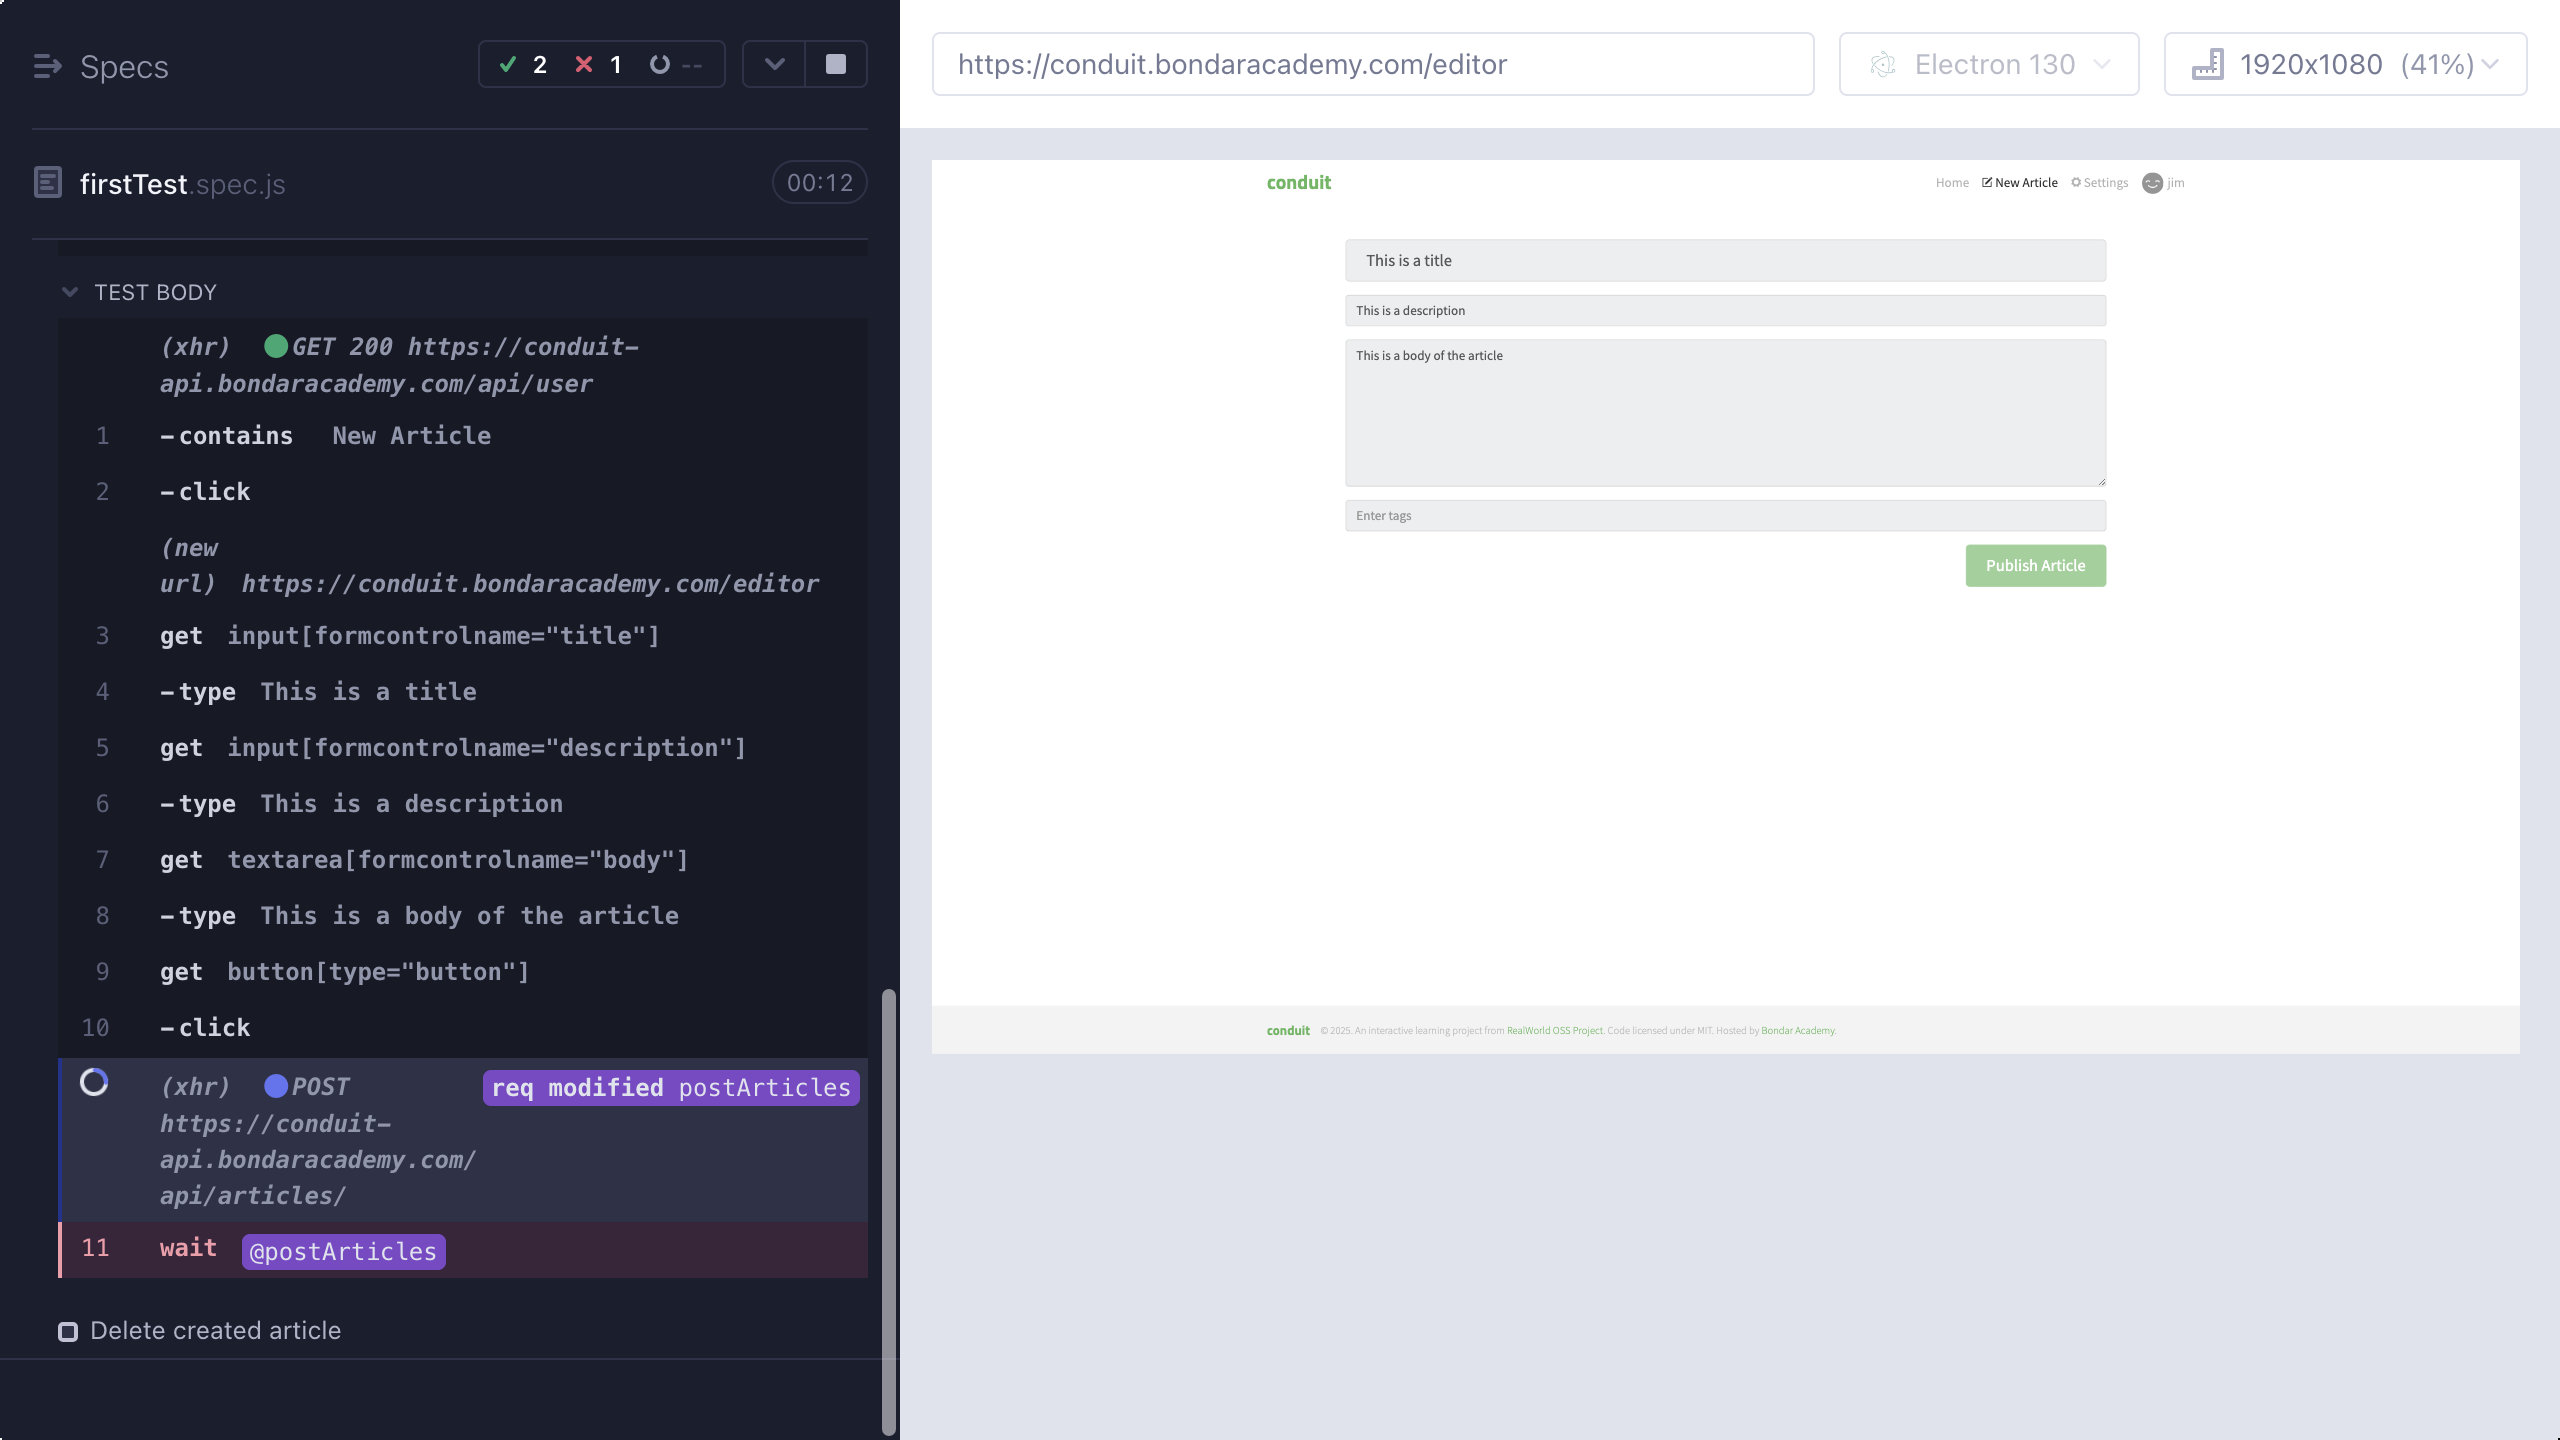 Specs
2
1
--
firstTest.spec.js
00:12
TEST BODY
(xhr) GET 200 https://conduit-
api.bondaracademy.com/api/user
1 -contains New Article
2 -click
(new
url) https://conduit.bondaracademy.com/editor
3 get input[formcontrolname="title"]
4 -type This is a title
5 get input[formcontrolname="description"]
6 -type This is a description
7 get textarea[formcontrolname="body"]
8 -type This is a body of the article
9 get button[type="button"]
10 -click
(xhr) POST req modified postArticles
https://conduit-
api.bondaracademy.com/
api/articles/
11 wait @postArticles
Delete created article
https://conduit.bondaracademy.com/editor
Electron 130
1920x1080 (41%)
conduit
Home New Article Settings jim
This is a title
This is a description
This is a body of the article
Enter tags
Publish Article
conduit © 2025. An interactive learning project from RealWorld OSS Project. Code licensed under MIT. Hosted by Bondar Academy.